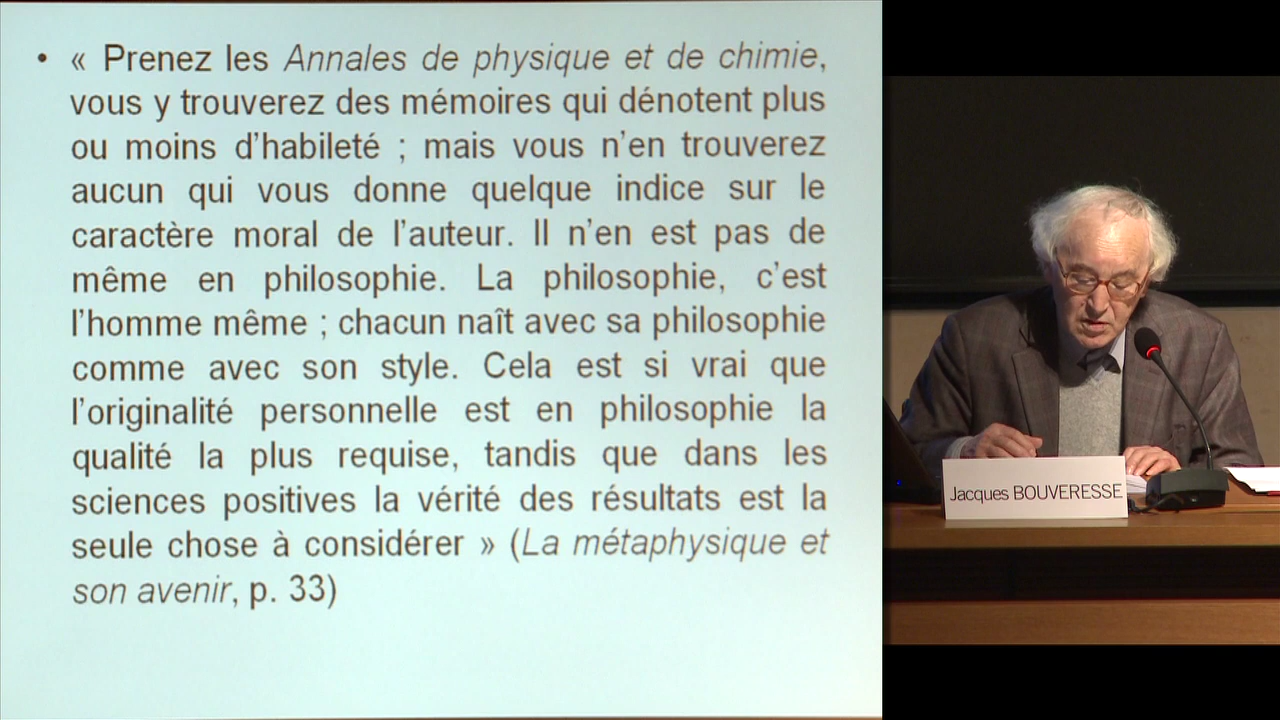 • « Prenez les Annales de physique et de chimie,
vous y trouverez des mémoires qui dénotent plus
ou moins d’habileté ; mais vous n’en trouverez
aucun qui vous donne quelque indice sur le
caractère moral de l’auteur. Il n’en est pas de
même en philosophie. La philosophie, c’est
l’homme même ; chacun naît avec sa philosophie
comme avec son style. Cela est si vrai que
l’originalité personnelle est en philosophie la
qualité la plus requise, tandis que dans les
sciences positives la vérité des résultats est la
seule chose à considérer » (La métaphysique et
son avenir, p. 33)
Jacques BOUVERESSE